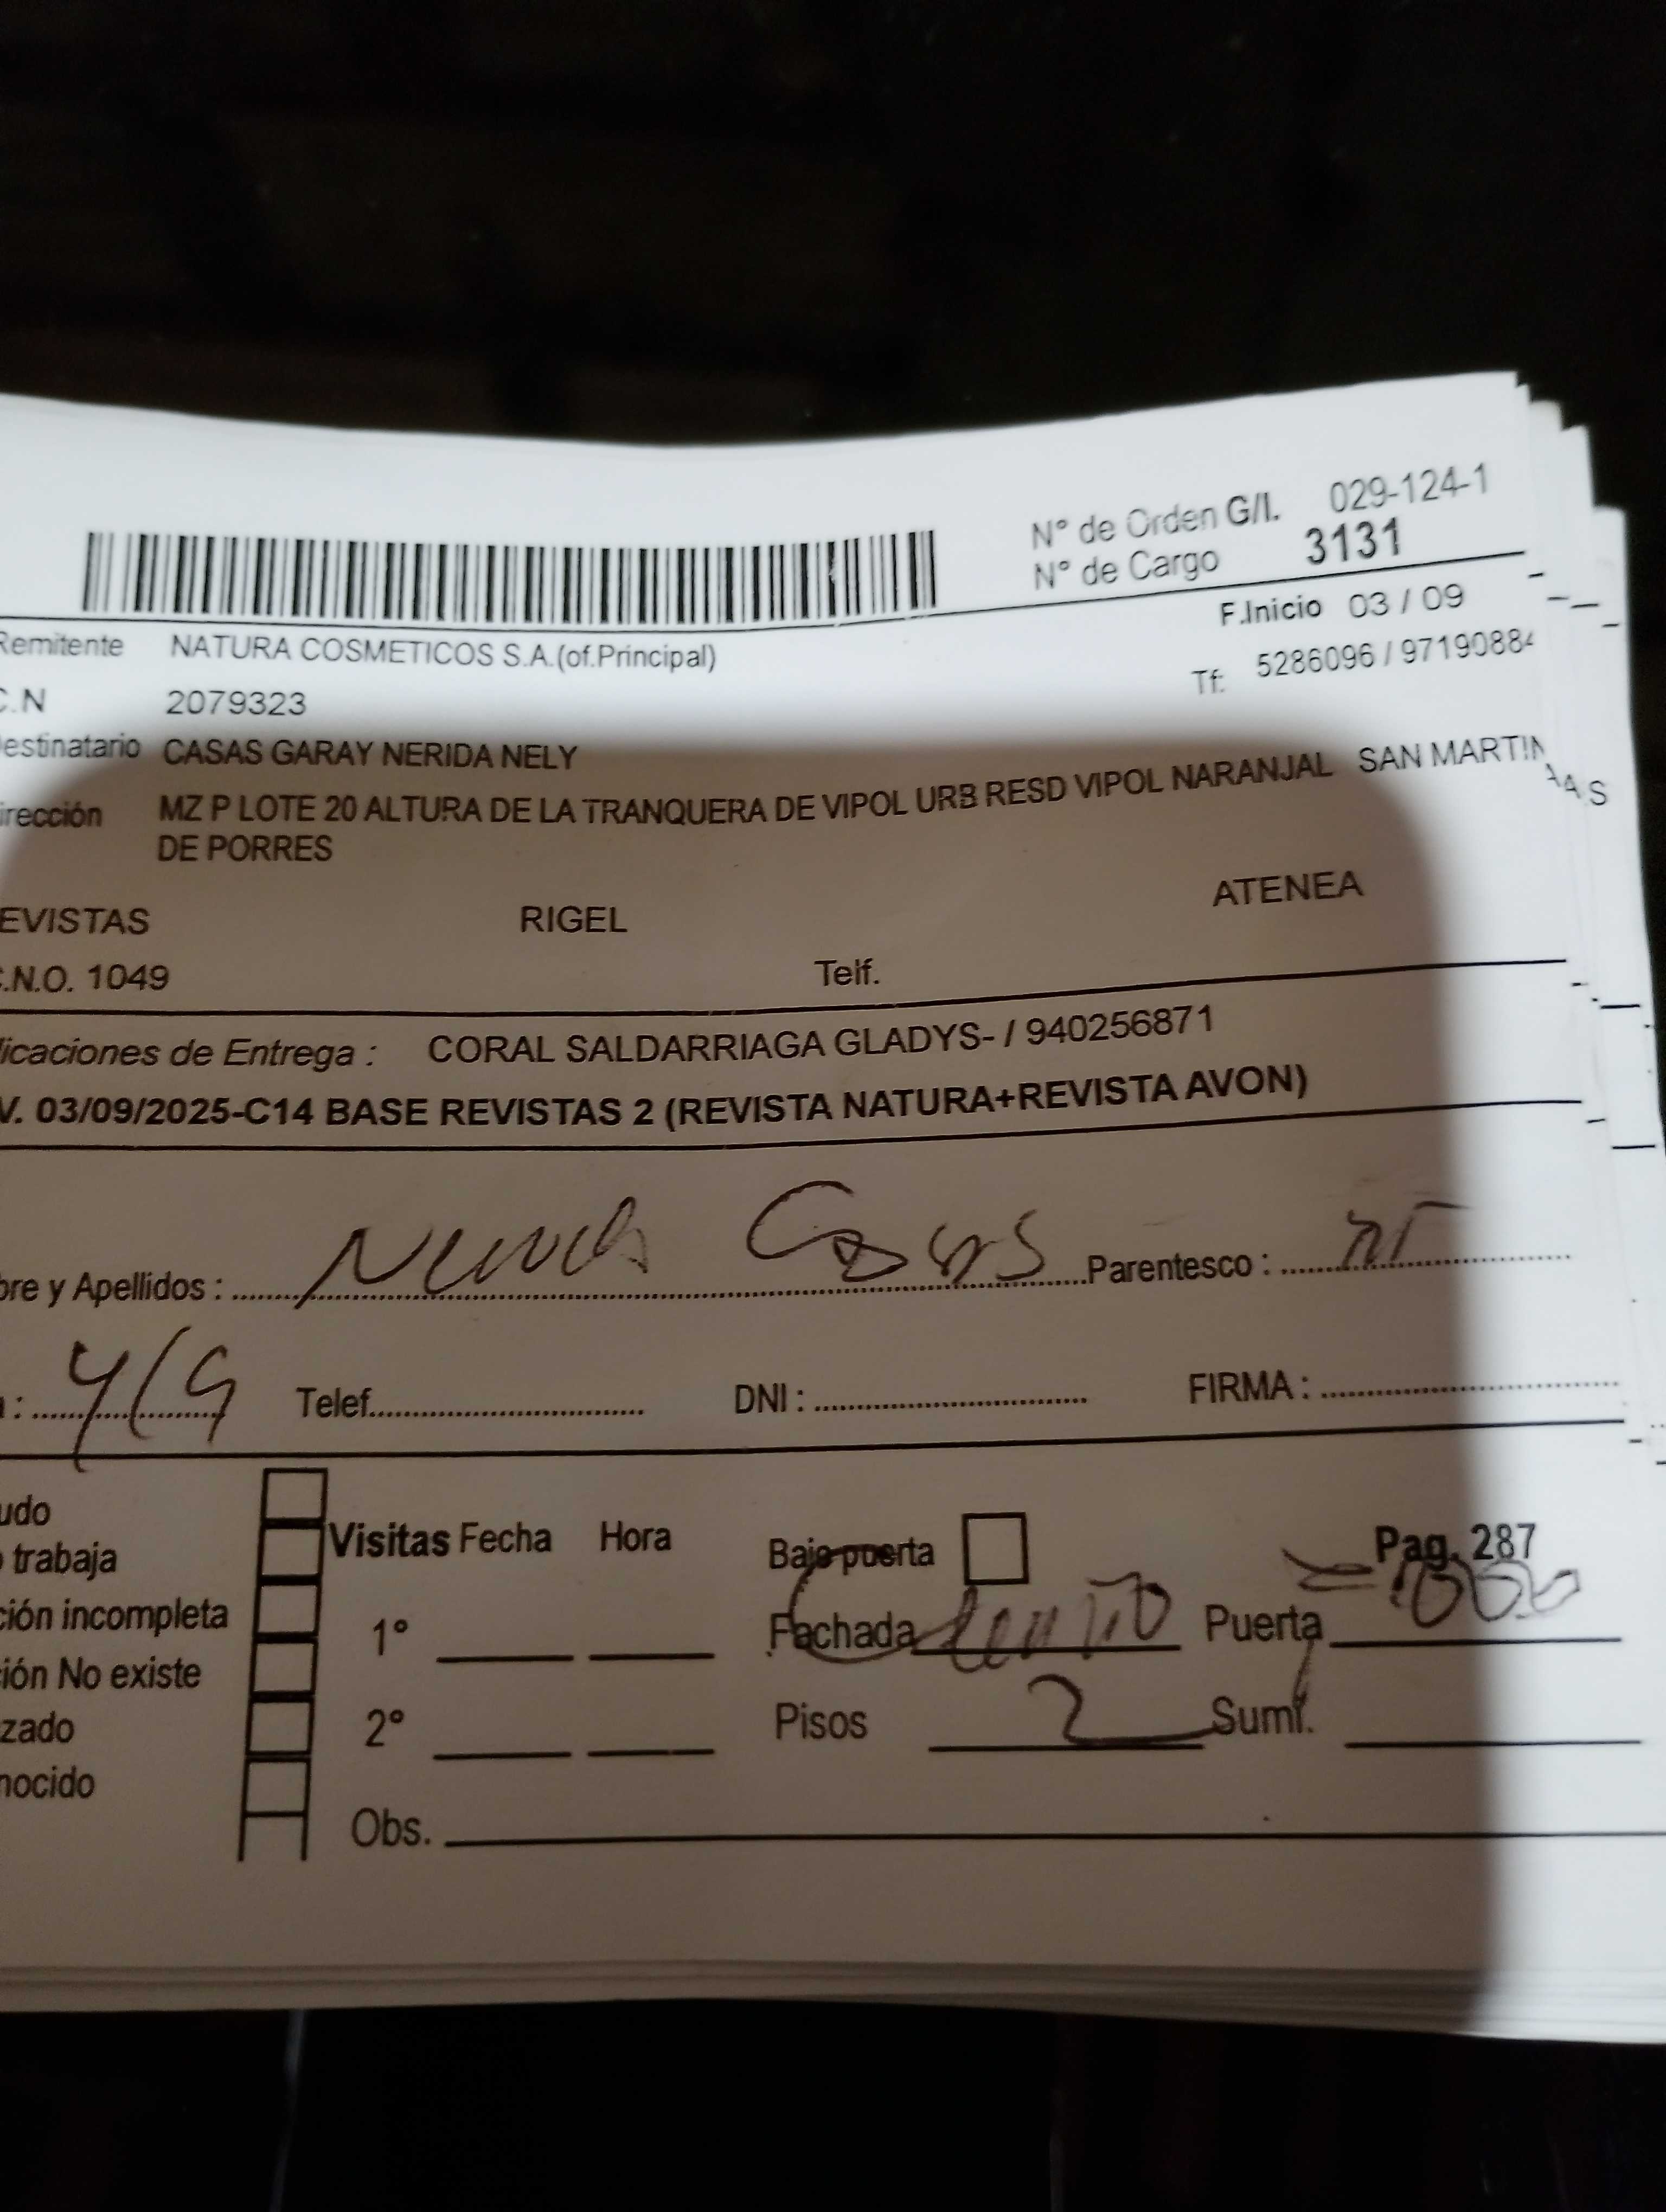 N° de Orden G/I. 029-124-1
N° de Cargo 3131
F.Inicio 03 / 09
Remitente NATURA COSMETICOS S.A.(of.Principal)
Tf: 5286096 / 97190884
C.N 2079323
estinatario CASAS GARAY NERIDA NELY
irección MZ P LOTE 20 ALTURA DE LA TRANQUERA DE VIPOL URB RESD VIPOL NARANJAL SAN MARTIN
DE PORRES
EVISTAS RIGEL ATENEA
.N.O. 1049 Telf.
licaciones de Entrega : CORAL SALDARRIAGA GLADYS- / 940256871
V. 03/09/2025-C14 BASE REVISTAS 2 (REVISTA NATURA+REVISTA AVON)
bre y Apellidos : Casas Parentesco :
: 4/9 Telef. DNI : FIRMA :
udo
Visitas Fecha Hora Bajo puerta Pag. 287
trabaja
ción incompleta 1° Fachada Puerta
ión No existe
zado 2° Pisos 2 Sumi.
nocido
Obs.